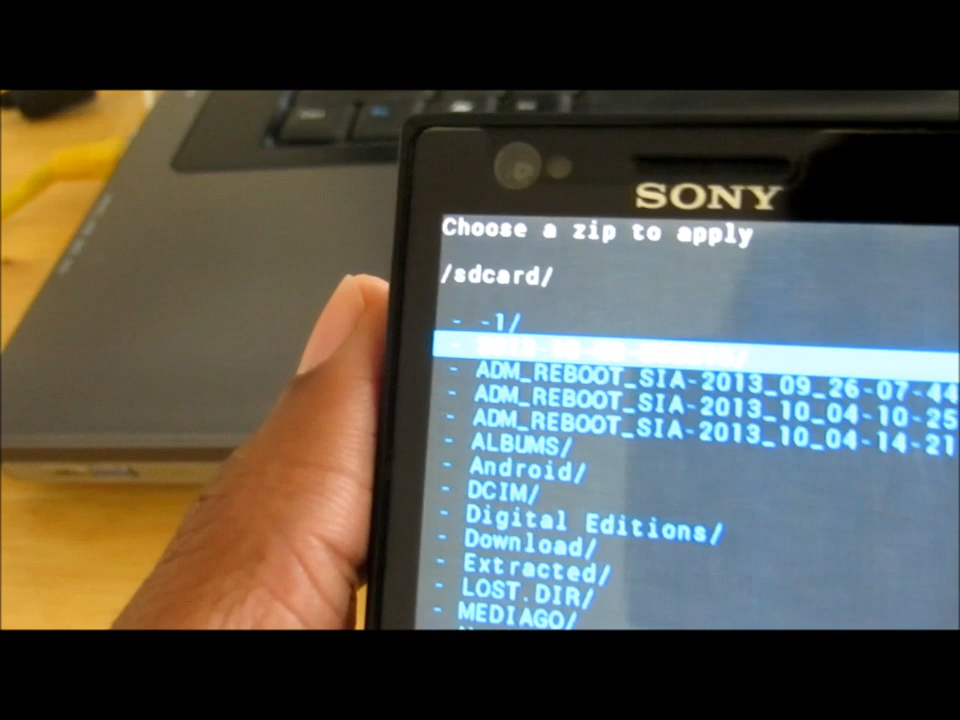 SONY
Choose a zip to apply
/sdcard/
- -1/
-
- ADM_REBOOT_SIA-2013_09_26-07-44
- ADM_REBOOT_SIA-2013_10_04-10-25
- ADM_REBOOT_SIA-2013_10_04-14-21
- ALBUMS/
- Android/
- DCIM/
- Digital Editions/
- Download/
- Extracted/
- LOST.DIR/
- MEDIAGO/